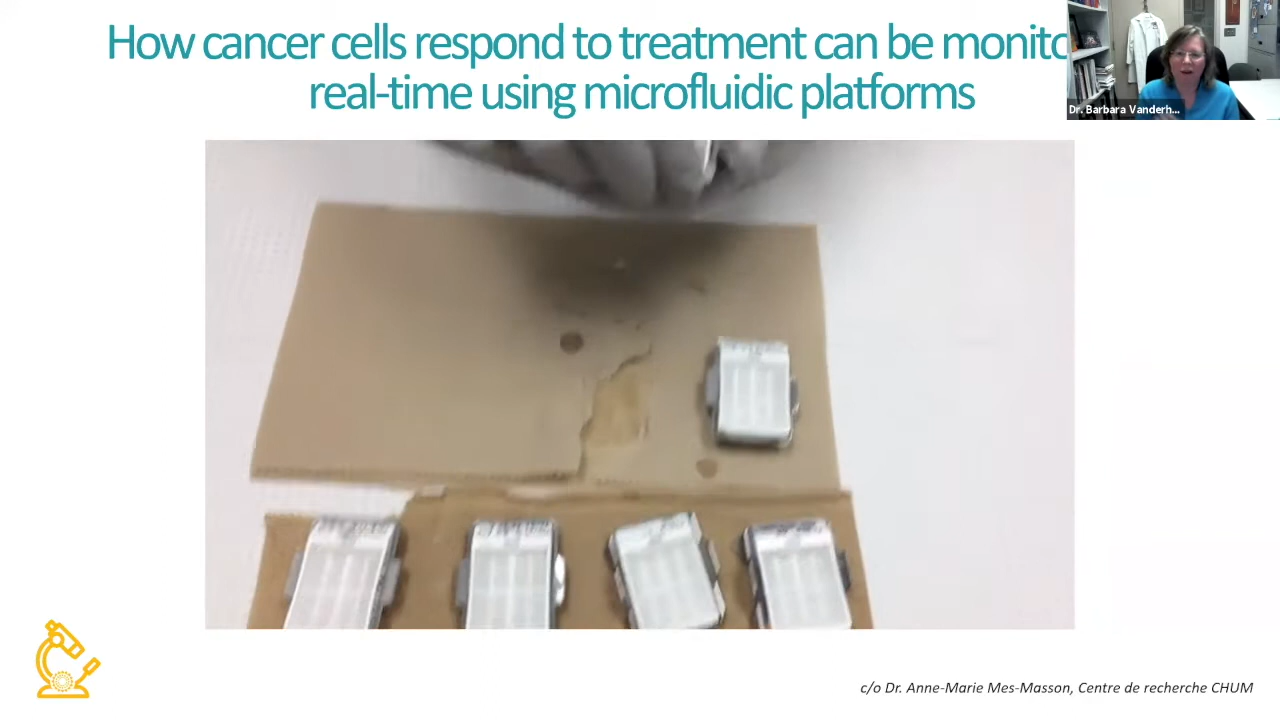 How cancer cells respond to treatment can be monito
real-time using microfluidic platforms
Dr. Barbara Vanderh...
c/o Dr. Anne-Marie Mes-Masson, Centre de recherche CHUM